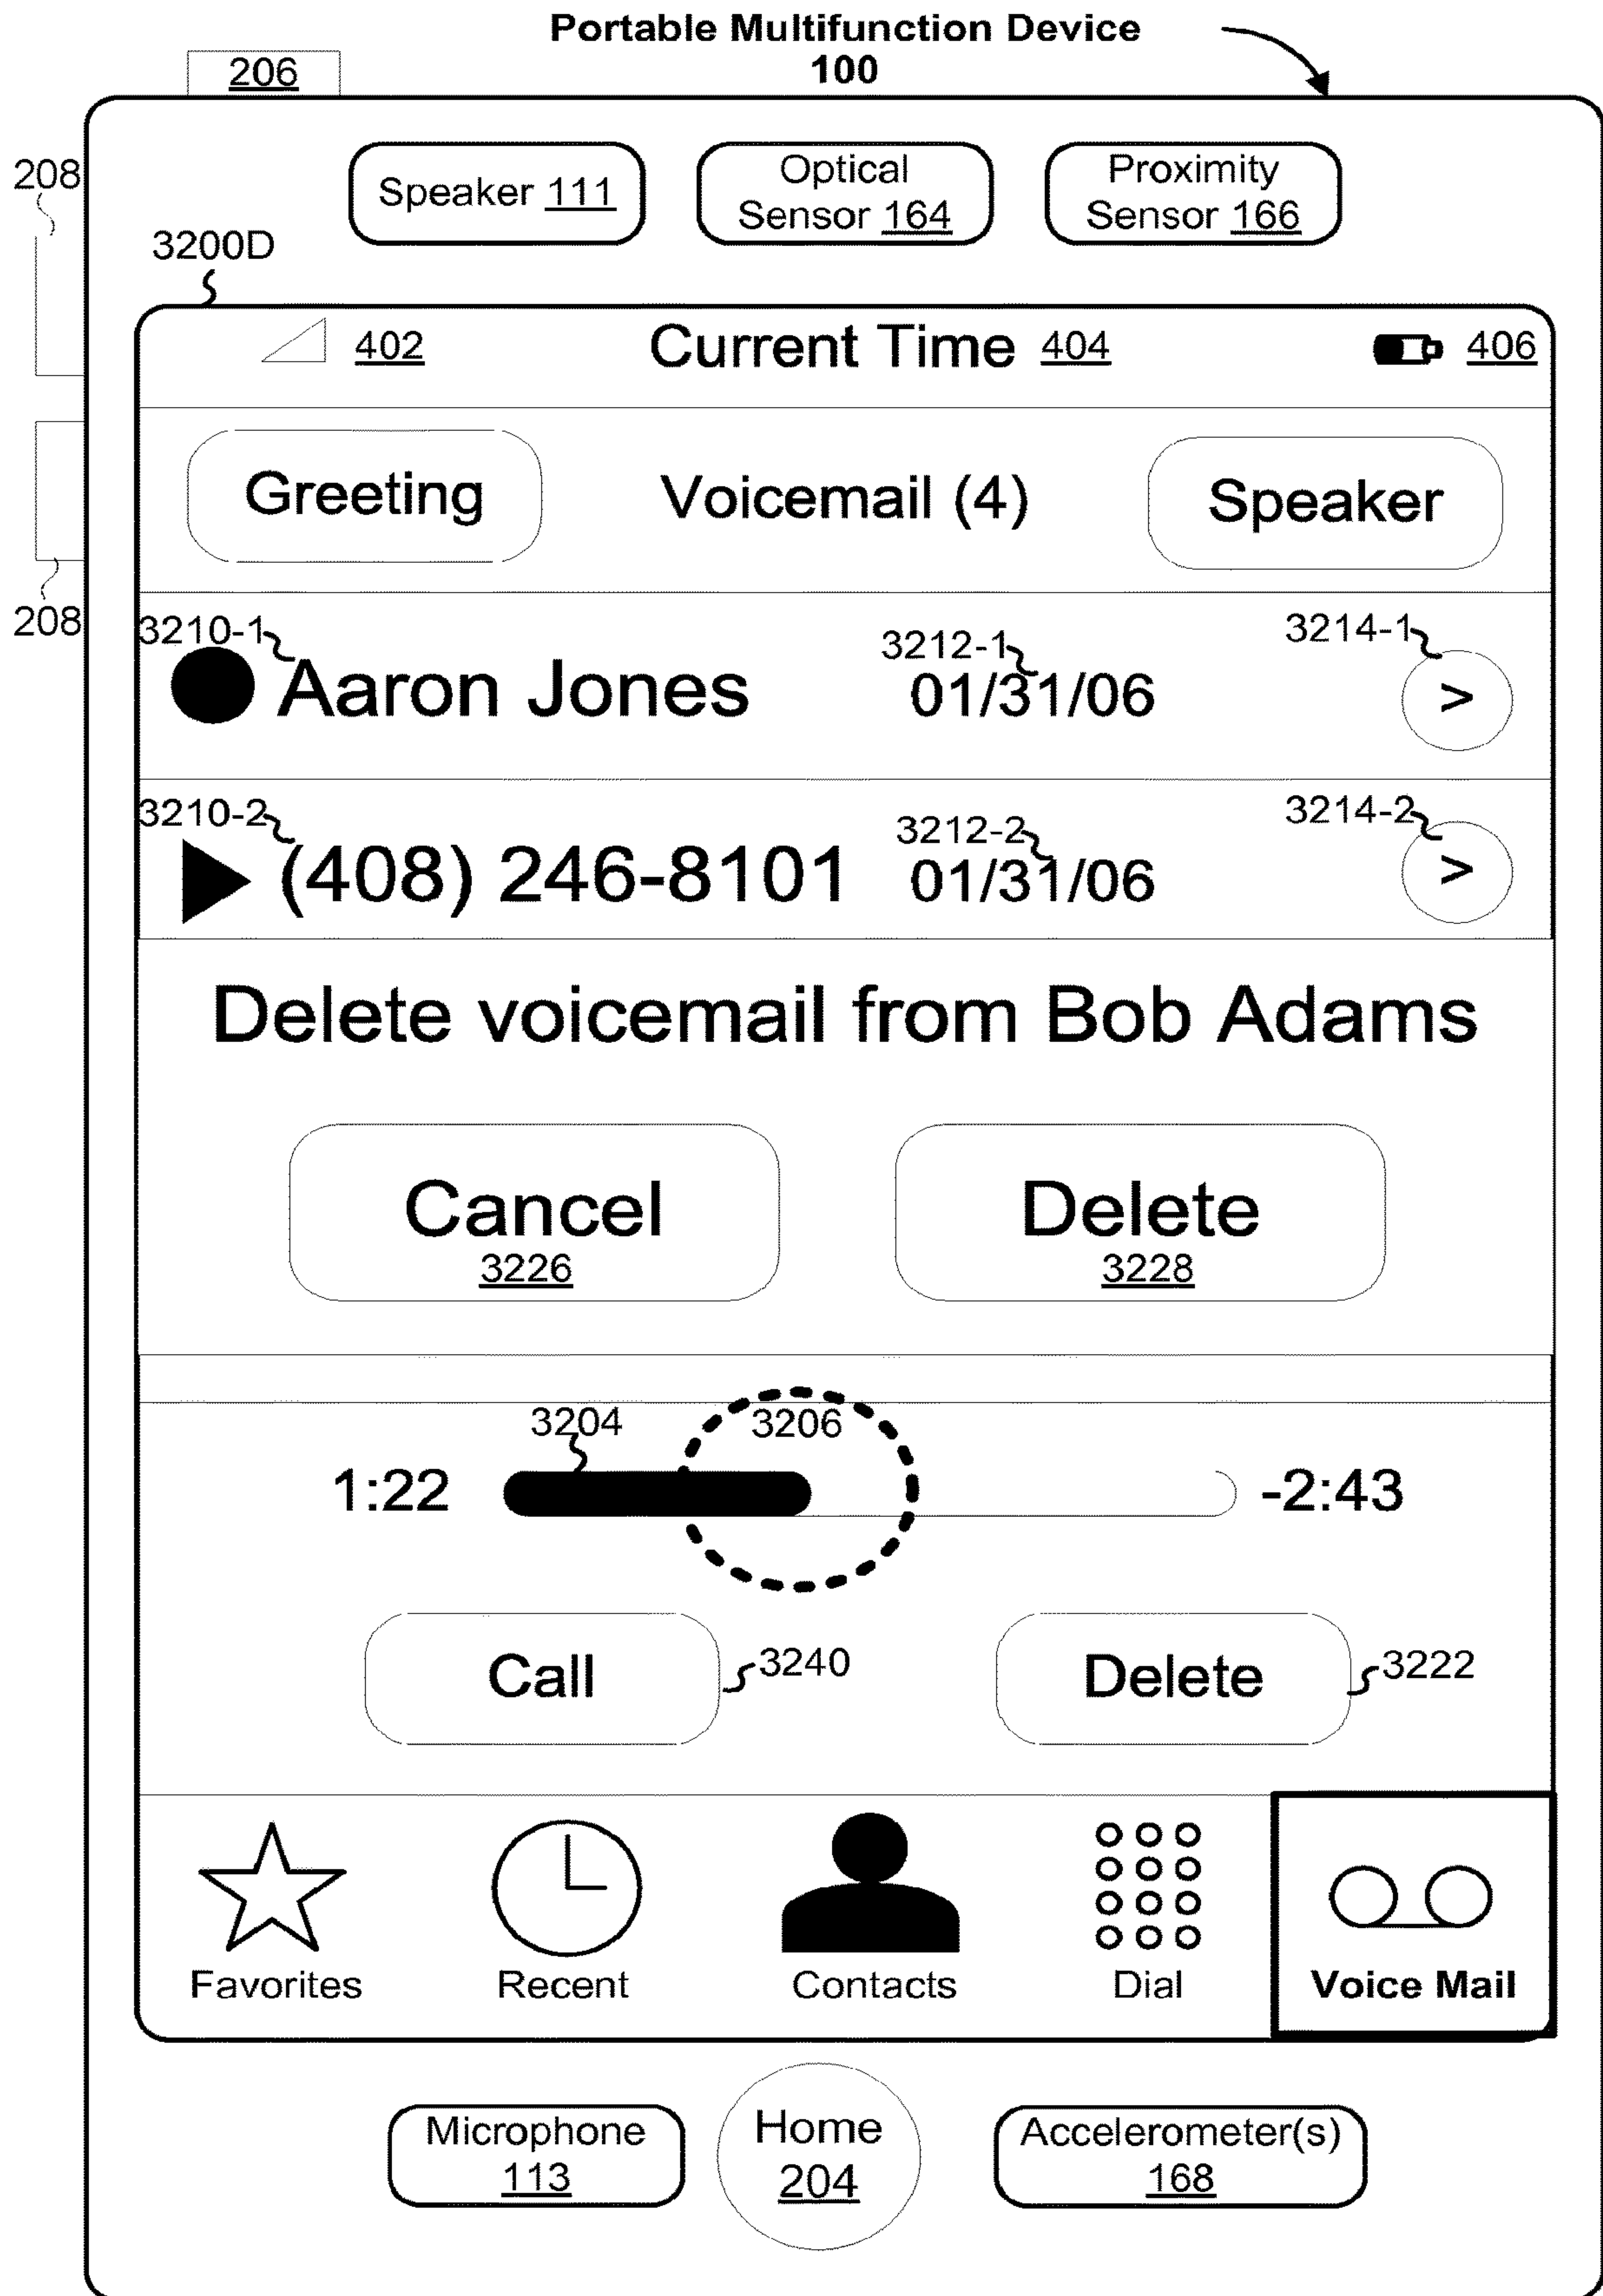 Portable Multifunction Device
100
206
208
Speaker 111
Optical
Sensor 164
Proximity
Sensor 166
3200D
402
Current Time 404
406
Greeting
Voicemail (4)
Speaker
208
3210-1
3212-1
3214-1
Aaron Jones
01/31/06
>
3210-2
3212-2
3214-2
(408) 246-8101
01/31/06
>
Delete voicemail from Bob Adams
Cancel
3226
Delete
3228
3204
3206
1:22
-2:43
Call
3240
Delete
3222
Favorites
Recent
Contacts
Dial
Voice Mail
Microphone
113
Home
204
Accelerometer(s)
168